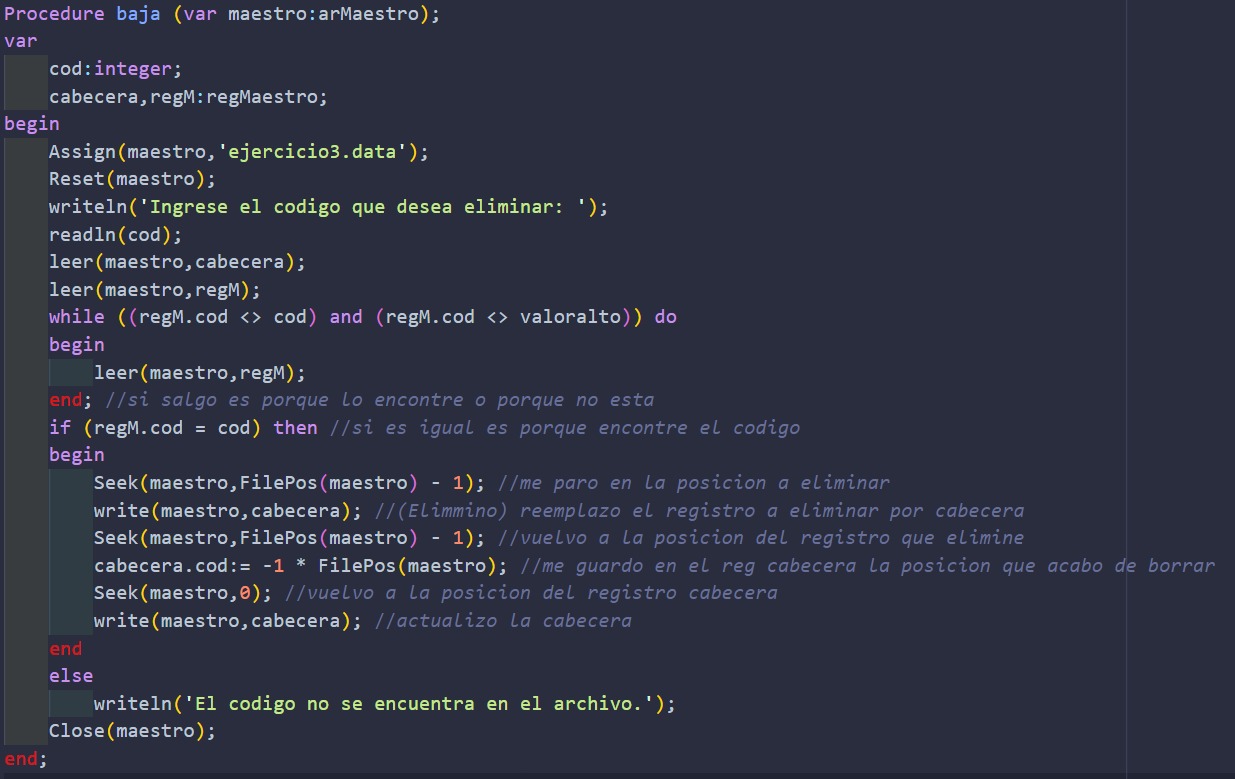 Procedure baja (var maestro:arMaestro);
var
    cod:integer;
    cabecera,regM:regMaestro;
begin
    Assign(maestro,'ejercicio3.data');
    Reset(maestro);
    writeln('Ingrese el codigo que desea eliminar: ');
    readln(cod);
    leer(maestro,cabecera);
    leer(maestro,regM);
    while ((regM.cod <> cod) and (regM.cod <> valoralto)) do
    begin
        leer(maestro,regM);
    end; //si salgo es porque lo encontre o porque no esta
    if (regM.cod = cod) then //si es igual es porque encontre el codigo
    begin
        Seek(maestro,FilePos(maestro) - 1); //me paro en la posicion a eliminar
        write(maestro,cabecera); //(Elimmino) reemplazo el registro a eliminar por cabecera
        Seek(maestro,FilePos(maestro) - 1); //vuelvo a la posicion del registro que elimine
        cabecera.cod:= -1 * FilePos(maestro); //me guardo en el reg cabecera la posicion que acabo de borrar
        Seek(maestro,0); //vuelvo a la posicion del registro cabecera
        write(maestro,cabecera); //actualizo la cabecera
    end
    else
        writeln('El codigo no se encuentra en el archivo.');
    Close(maestro);
end;